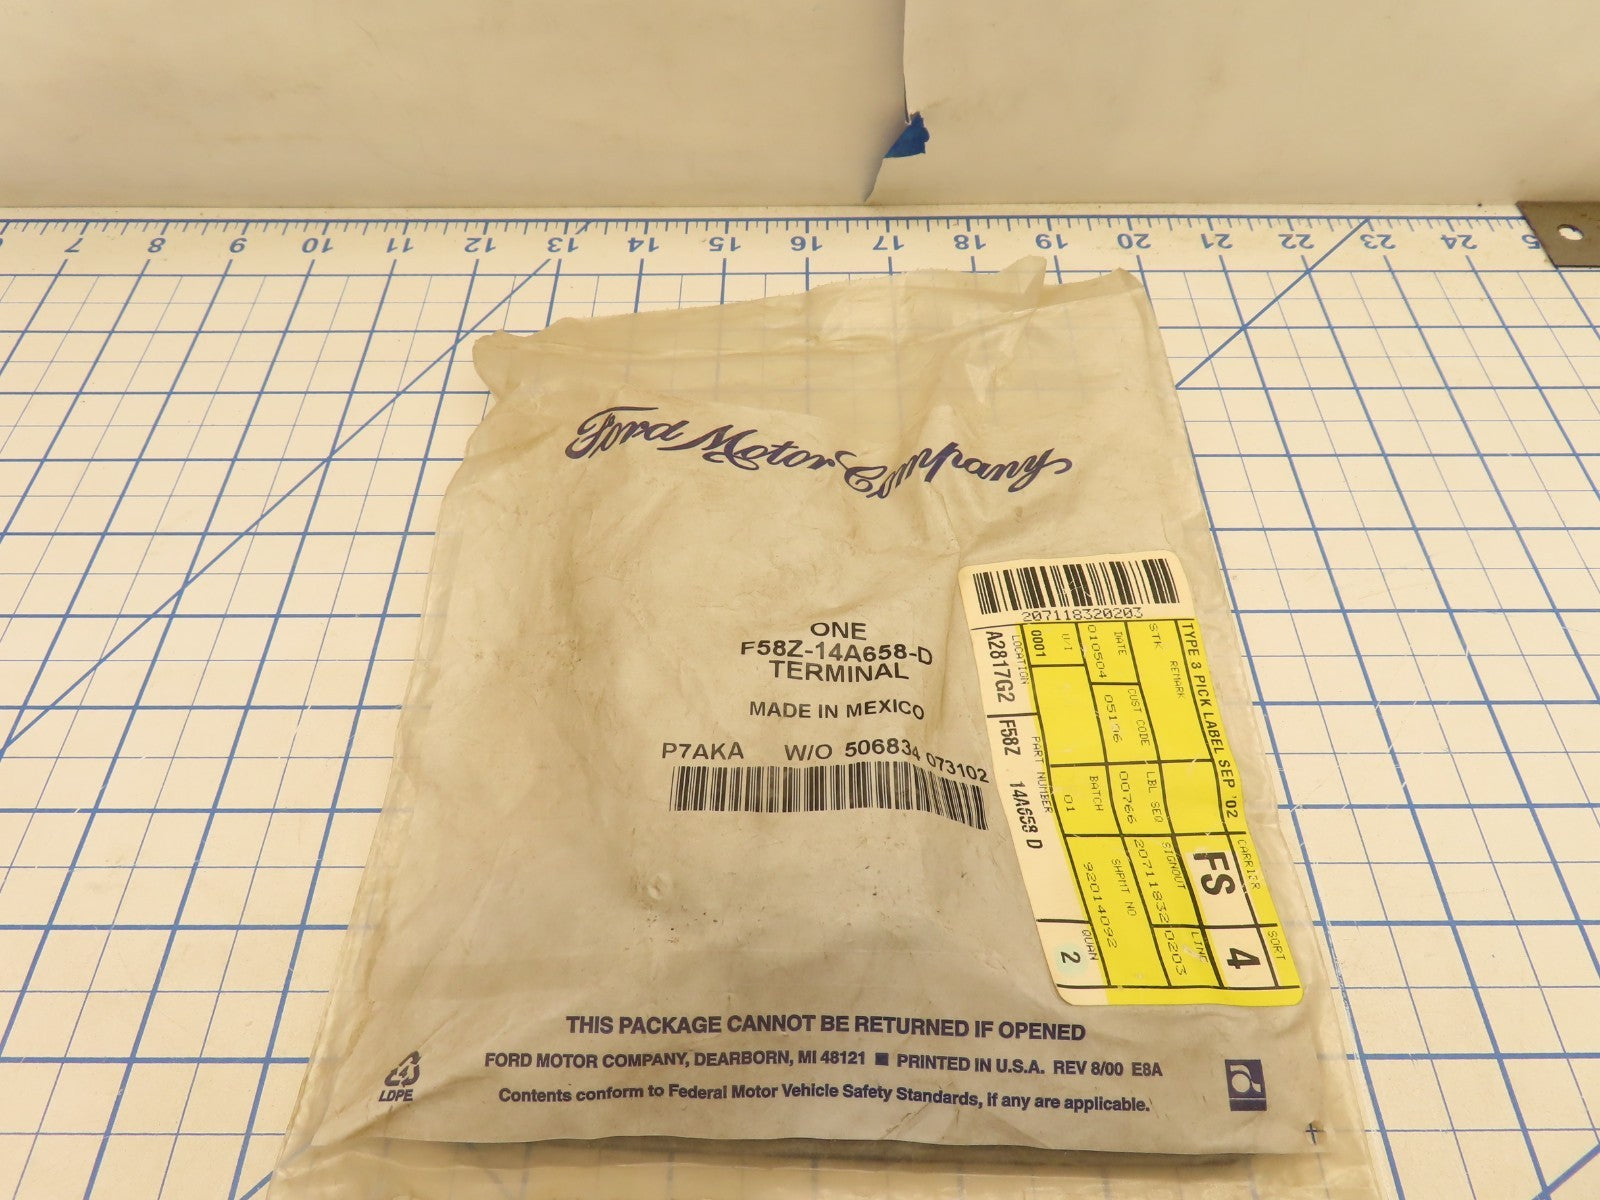 7 8 9 10 11 12 13 14 15 16 17 18 19 20 21 22 23 24
Ford Motor Company
ONE
F58Z-14A658-D
TERMINAL
MADE IN MEXICO
P7AKA W/O 506834 073102
207118320203
TYPE 3 PICK LABEL SEP '02
CARRIER
FS
SORT
4
STK REMARK
DATE
010504
CUST CODE
LBL SEQ
00766
SIGNOUT
207118320203
LINE
U/I
0001
BATCH
01
SHPMT NO
92014092
LOCATION
A2817G2
PART NUMBER
F58Z 14A658 D
QUAN
2
THIS PACKAGE CANNOT BE RETURNED IF OPENED
FORD MOTOR COMPANY, DEARBORN, MI 48121 ■ PRINTED IN U.S.A. REV 8/00 E8A
Contents conform to Federal Motor Vehicle Safety Standards, if any are applicable.
4
LDPE